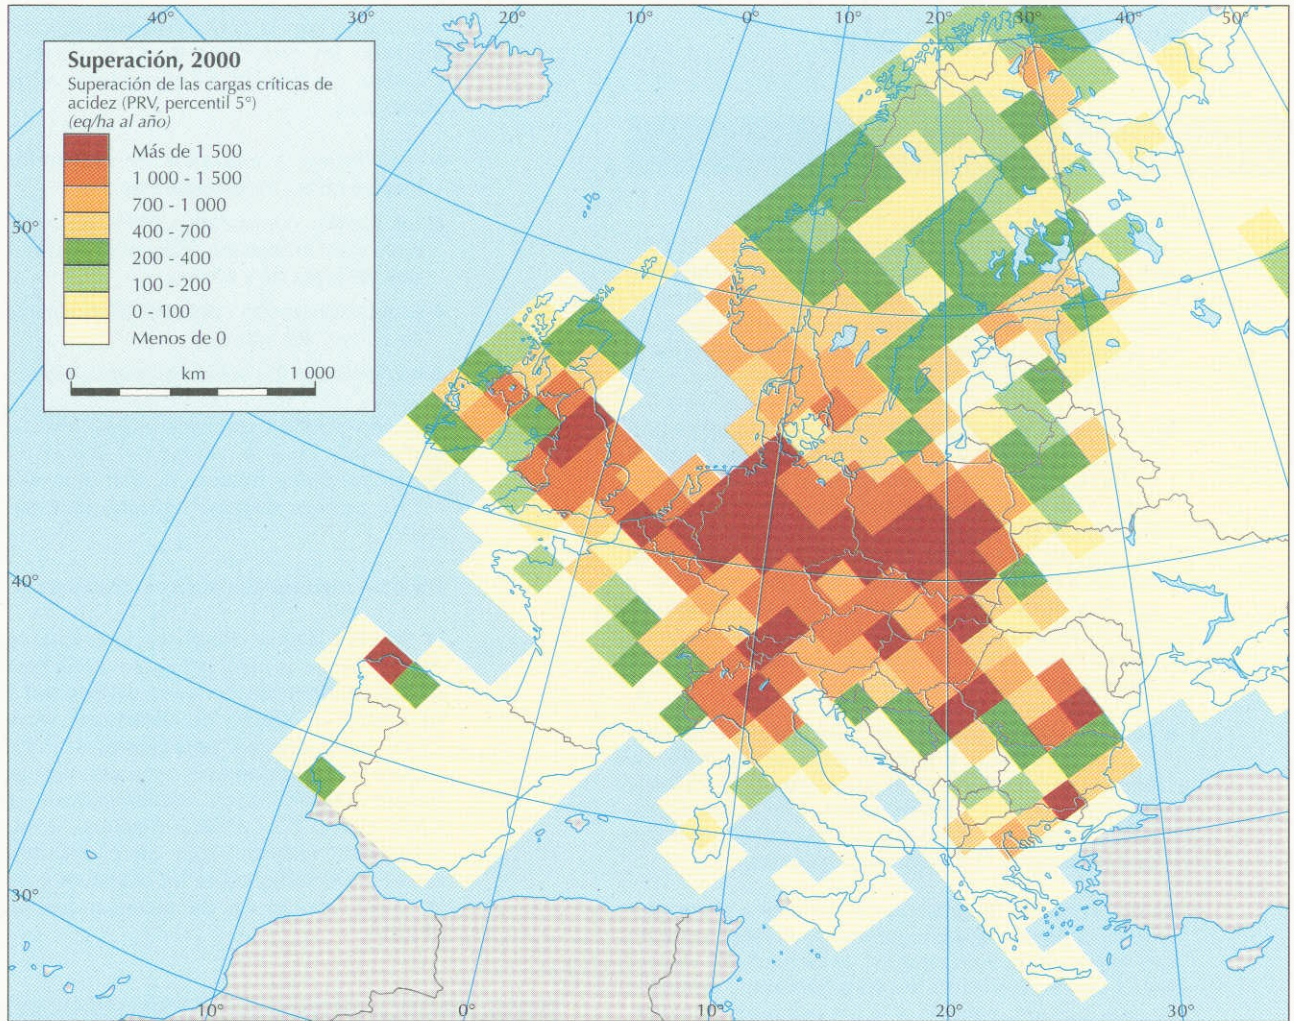 40° 30° 20° 10° 0° 10° 20° 30° 40° 50°
Superación, 2000
Superación de las cargas críticas de
acidez (PRV, percentil 5°)
(eq/ha al año)
Más de 1 500
1 000 - 1 500
700 - 1 000
400 - 700
200 - 400
100 - 200
0 - 100
Menos de 0
0 km 1 000
50°
40°
30°
10° 0° 10° 20° 30°